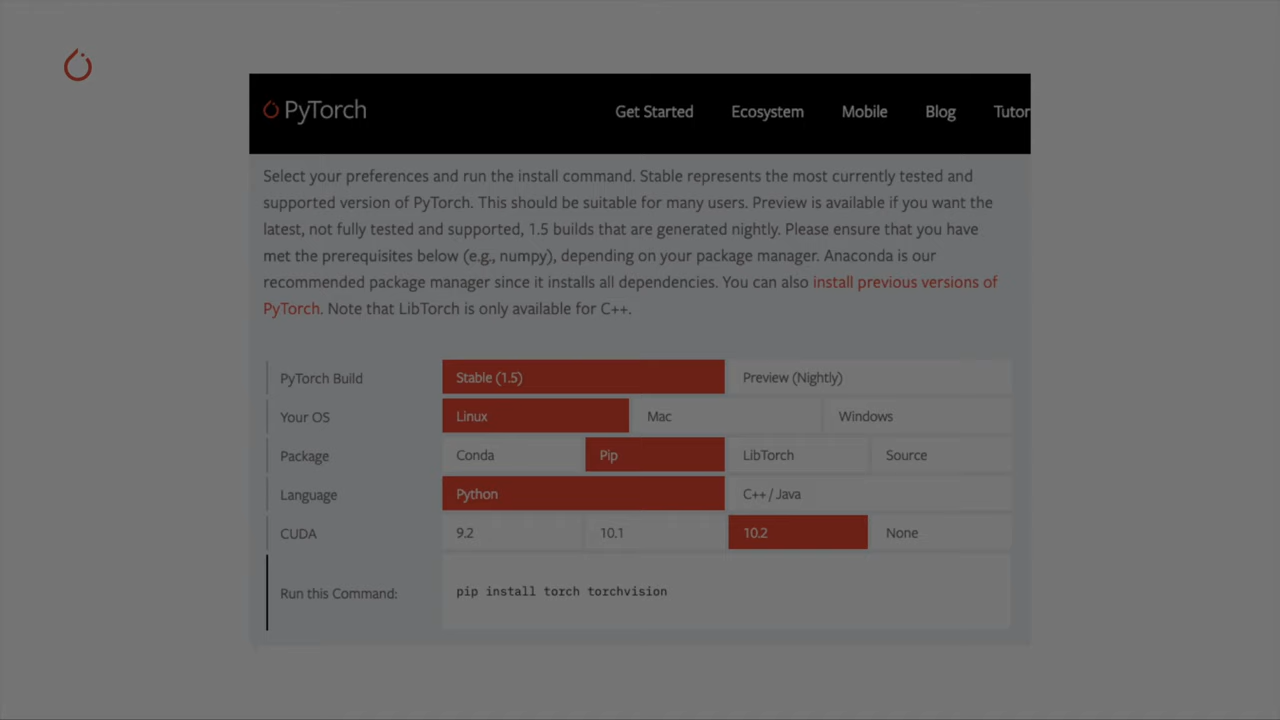 PyTorch Get Started Ecosystem Mobile Blog Tutor
Select your preferences and run the install command. Stable represents the most currently tested and
supported version of PyTorch. This should be suitable for many users. Preview is available if you want the
latest, not fully tested and supported, 1.5 builds that are generated nightly. Please ensure that you have
met the prerequisites below (e.g., numpy), depending on your package manager. Anaconda is our
recommended package manager since it installs all dependencies. You can also install previous versions of
PyTorch. Note that LibTorch is only available for C++.
PyTorch Build Stable (1.5) Preview (Nightly)
Your OS Linux Mac Windows
Package Conda Pip LibTorch Source
Language Python C++ / Java
CUDA 9.2 10.1 10.2 None
Run this Command: pip install torch torchvision